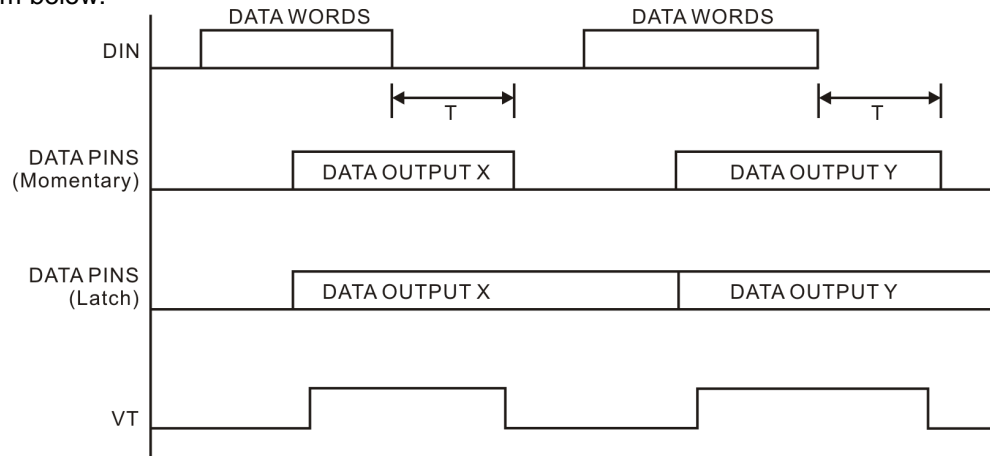 m below.
DATA WORDS DATA WORDS
DIN
T T
DATA PINS
(Momentary)
DATA OUTPUT X DATA OUTPUT Y
DATA PINS
(Latch)
DATA OUTPUT X DATA OUTPUT Y
VT